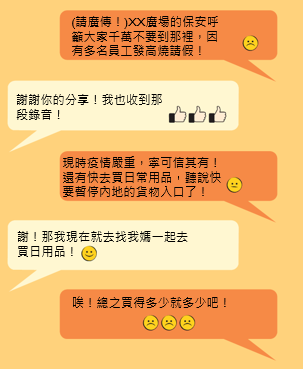 (請廣傳！)XX廣場的保安呼
籲大家千萬不要到那裡，因
有多名員工發高燒請假！
謝謝你的分享！我也收到那
段錄音！
現時疫情嚴重，寧可信其有！
還有快去買日常用品，聽說快
要暫停內地的貨物入口了！
謝！那我現在就去找我媽一起去
買日用品！
唉！總之買得多少就多少吧！